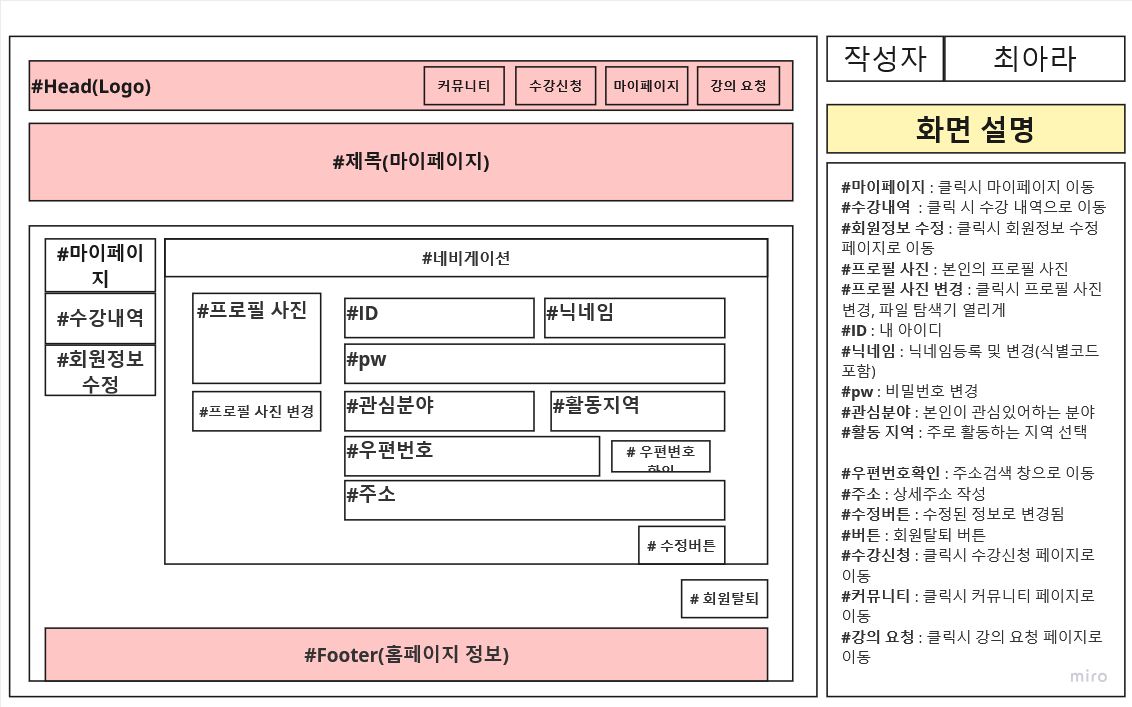 #Head(Logo)
커뮤니티
수강신청
마이페이지
강의 요청
#제목(마이페이지)
#마이페이
지
#수강내역
#회원정보
수정
#네비게이션
#프로필 사진
#프로필 사진 변경
#ID
#닉네임
#pw
#관심분야
#활동지역
#우편번호
# 우편변호
확인
#주소
# 수정버튼
# 회원탈퇴
#Footer(홈페이지 정보)
작성자
최아라
화면 설명
#마이페이지 : 클릭시 마이페이지 이동
#수강내역 : 클릭 시 수강 내역으로 이동
#회원정보 수정 : 클릭시 회원정보 수정
페이지로 이동
#프로필 사진 : 본인의 프로필 사진
#프로필 사진 변경 : 클릭시 프로필 사진
변경, 파일 탐색기 열리게
#ID : 내 아이디
#닉네임 : 닉네임등록 및 변경(식별코드
포함)
#pw : 비밀번호 변경
#관심분야 : 본인이 관심있어하는 분야
#활동 지역 : 주로 활동하는 지역 선택
#우편번호확인 : 주소검색 창으로 이동
#주소 : 상세주소 작성
#수정버튼 : 수정된 정보로 변경됨
#버튼 : 회원탈퇴 버튼
#수강신청 : 클릭시 수강신청 페이지로
이동
#커뮤니티 : 클릭시 커뮤니티 페이지로
이동
#강의 요청 : 클릭시 강의 요청 페이지로
이동
miro